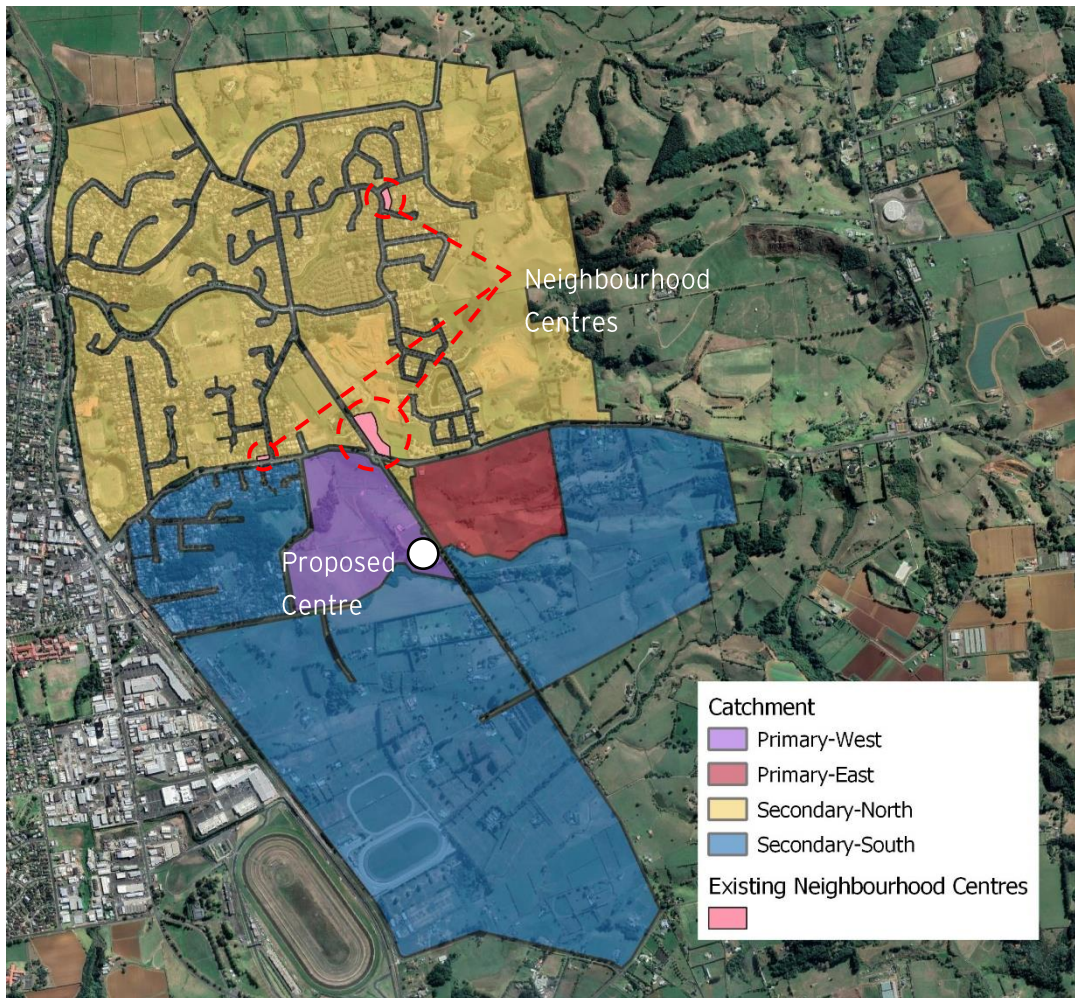 Neighbourhood
Centres
Proposed
Centre
Catchment
Primary-West
Primary-East
Secondary-North
Secondary-South
Existing Neighbourhood Centres